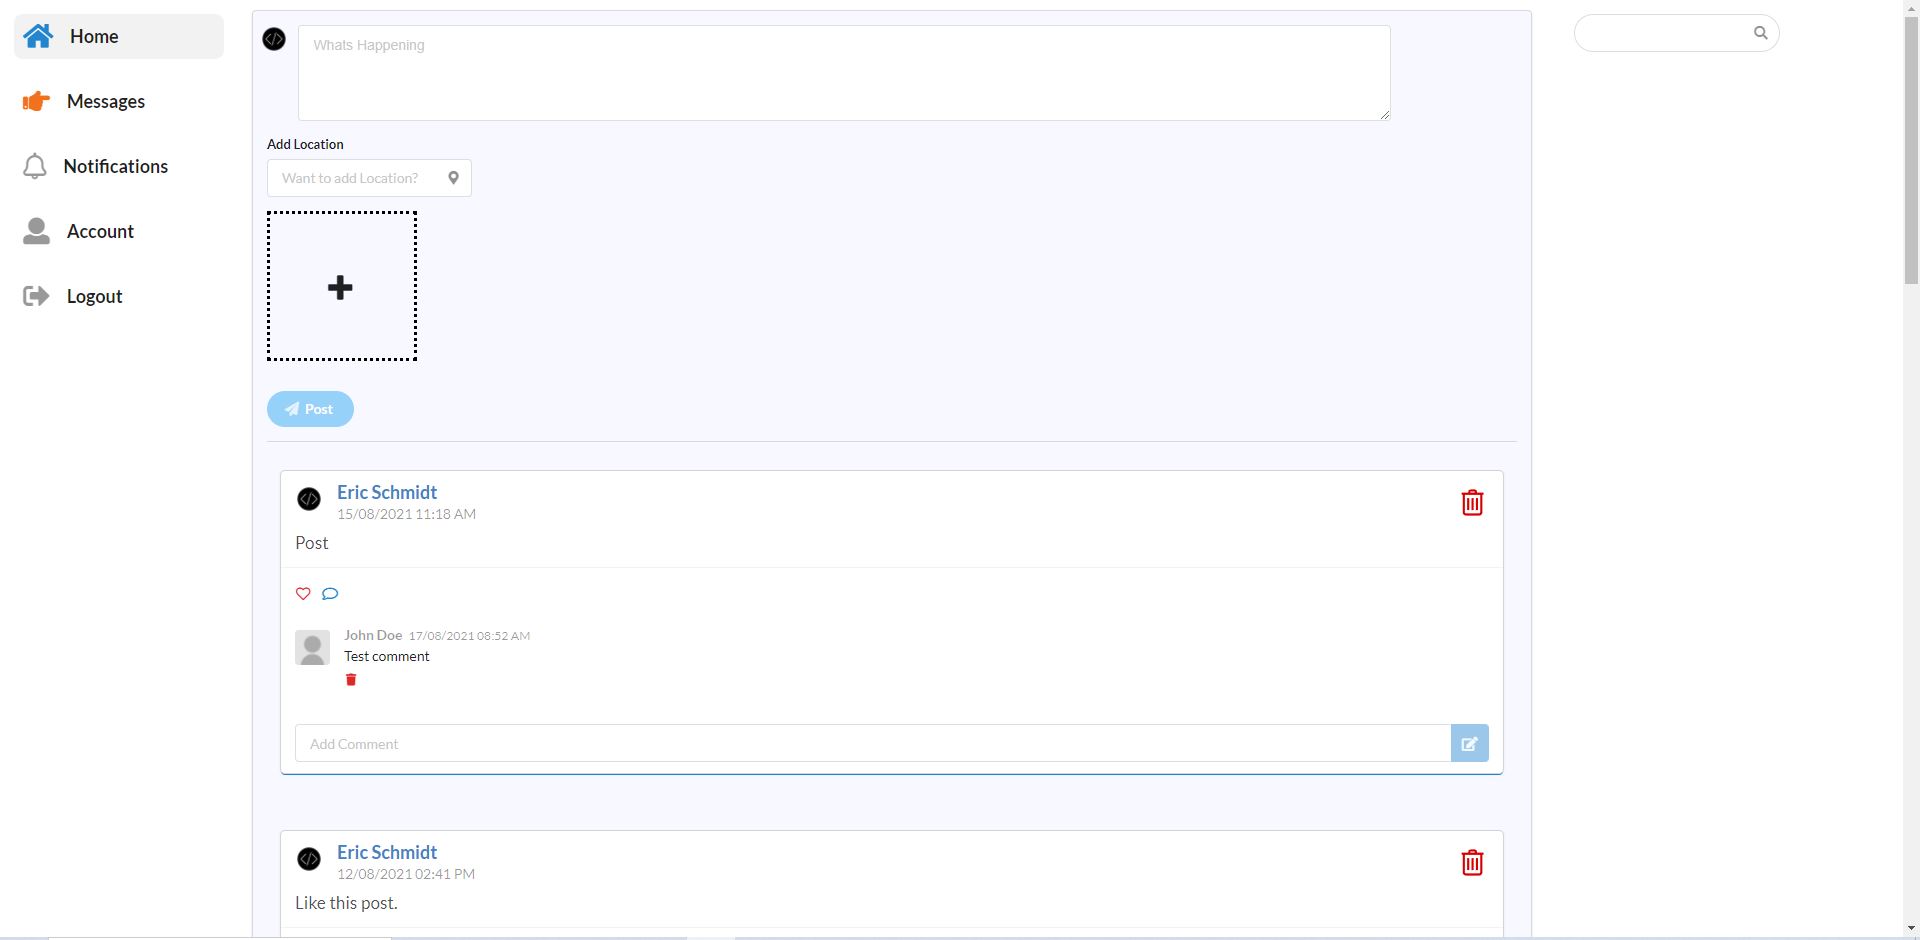 Home
Messages
Notifications
Account
Logout
Whats Happening
Add Location
Want to add Location?
Post
Eric Schmidt
15/08/2021 11:18 AM
Post
John Doe 17/08/2021 08:52 AM
Test comment
Add Comment
Eric Schmidt
12/08/2021 02:41 PM
Like this post.